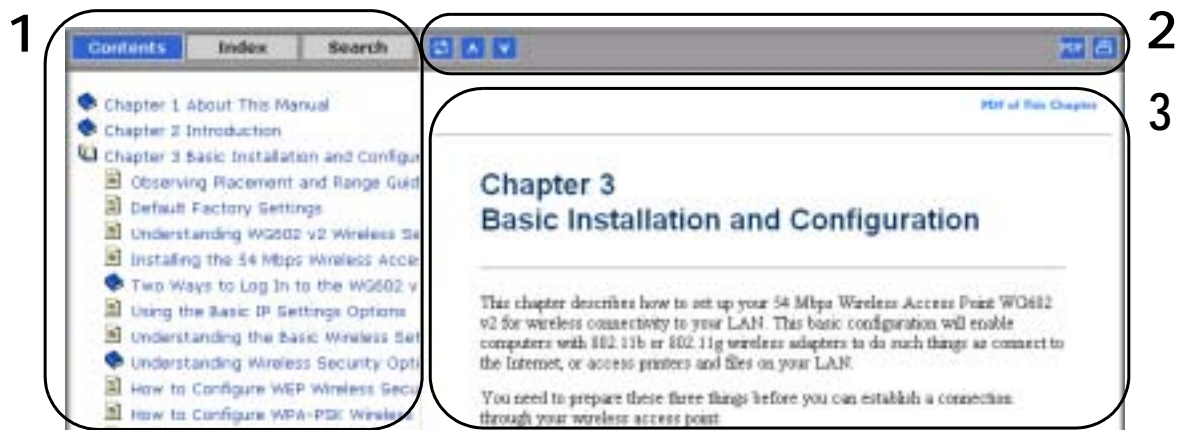 1
Contents Index Search
PDF
2
Chapter 1 About This Manual
Chapter 2 Introduction
Chapter 3 Basic Installation and Configur
Observing Placement and Range Guid
Default Factory Settings
Understanding WG602 v2 Wireless Se
Installing the 54 Mbps Wireless Acce
Two Ways to Log In to the WG602 v
Using the Basic IP Settings Options
Understanding the Basic Wireless Set
Understanding Wireless Security Opti
How to Configure WEP Wireless Secu
How to Configure WPA-PSK Wireless
3
PDF of This Chapter
Chapter 3
Basic Installation and Configuration
This chapter describes how to set up your 54 Mbps Wireless Access Point WG602
v2 for wireless connectivity to your LAN. This basic configuration will enable
computers with 802.11b or 802.11g wireless adapters to do such things as connect to
the Internet, or access printers and files on your LAN.
You need to prepare these three things before you can establish a connection
through your wireless access point